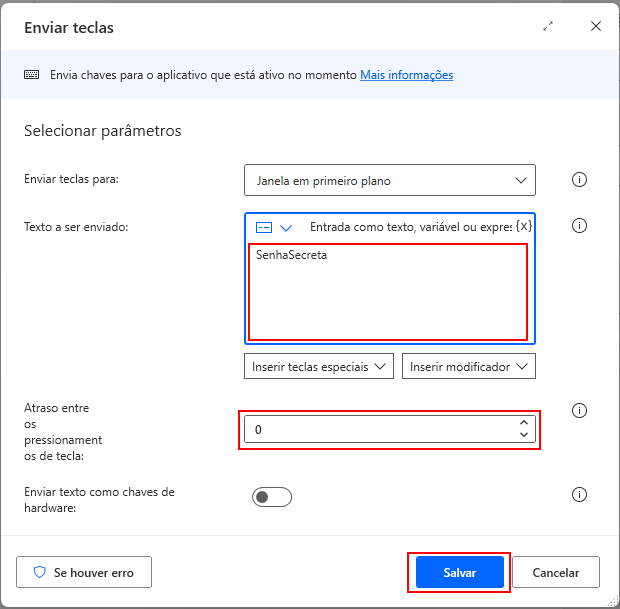 Enviar teclas
Envia chaves para o aplicativo que está ativo no momento Mais informações
Selecionar parâmetros
Enviar teclas para:
Janela em primeiro plano
Texto a ser enviado:
Entrada como texto, variável ou expres {x}
SenhaSecreta
Inserir teclas especiais
Inserir modificador
Atraso entre
os
pressionament
os de tecla:
0
Enviar texto como chaves de
hardware:
Se houver erro
Salvar
Cancelar